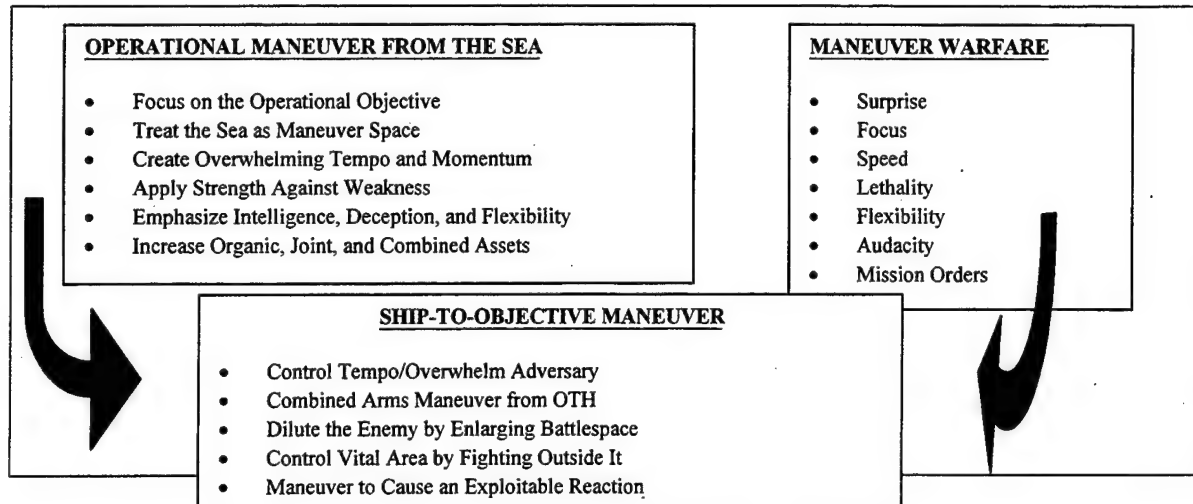 OPERATIONAL MANEUVER FROM THE SEA
• Focus on the Operational Objective
• Treat the Sea as Maneuver Space
• Create Overwhelming Tempo and Momentum
• Apply Strength Against Weakness
• Emphasize Intelligence, Deception, and Flexibility
• Increase Organic, Joint, and Combined Assets
MANEUVER WARFARE
• Surprise
• Focus
• Speed
• Lethality
• Flexibility
• Audacity
• Mission Orders
SHIP-TO-OBJECTIVE MANEUVER
• Control Tempo/Overwhelm Adversary
• Combined Arms Maneuver from OTH
• Dilute the Enemy by Enlarging Battlespace
• Control Vital Area by Fighting Outside It
• Maneuver to Cause an Exploitable Reaction